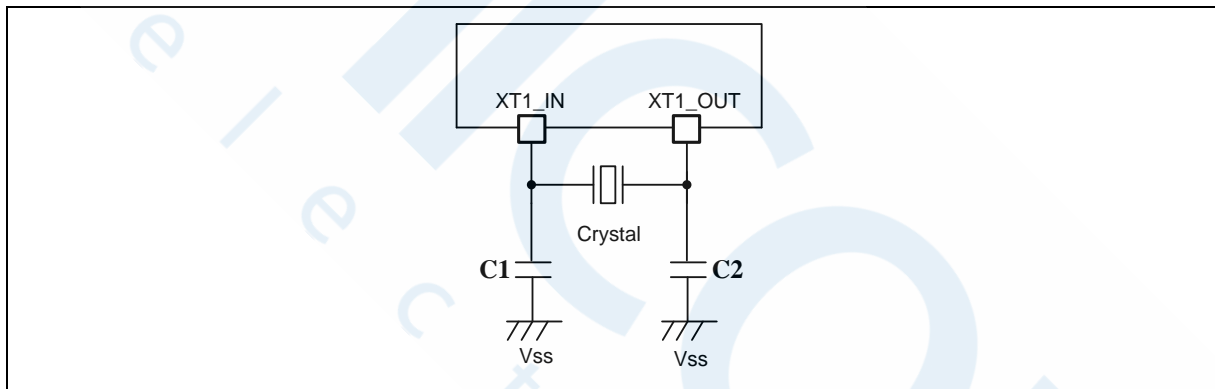 XT1_IN XT1_OUT
Crystal
C1 C2
Vss Vss
e l e c t